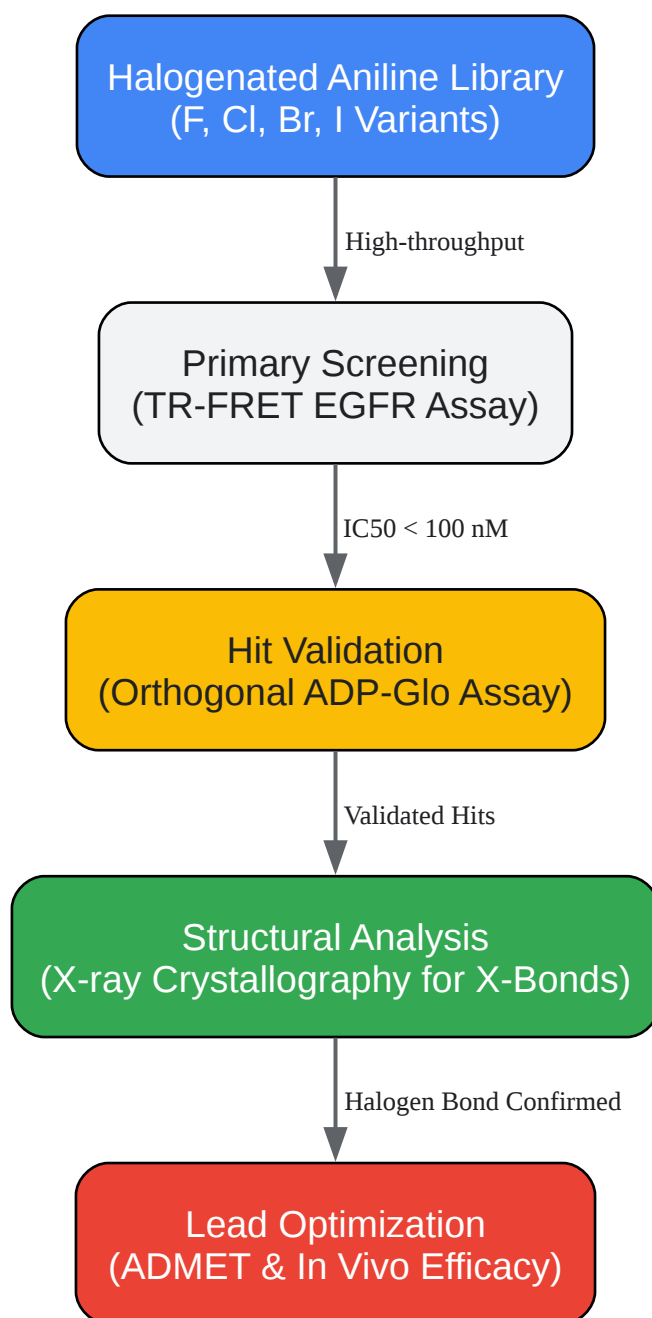 Halogenated Aniline Library
(F, Cl, Br, I Variants)
High-throughput
Primary Screening
(TR-FRET EGFR Assay)
IC50 < 100 nM
Hit Validation
(Orthogonal ADP-Glo Assay)
Validated Hits
Structural Analysis
(X-ray Crystallography for X-Bonds)
Halogen Bond Confirmed
Lead Optimization
(ADMET & In Vivo Efficacy)